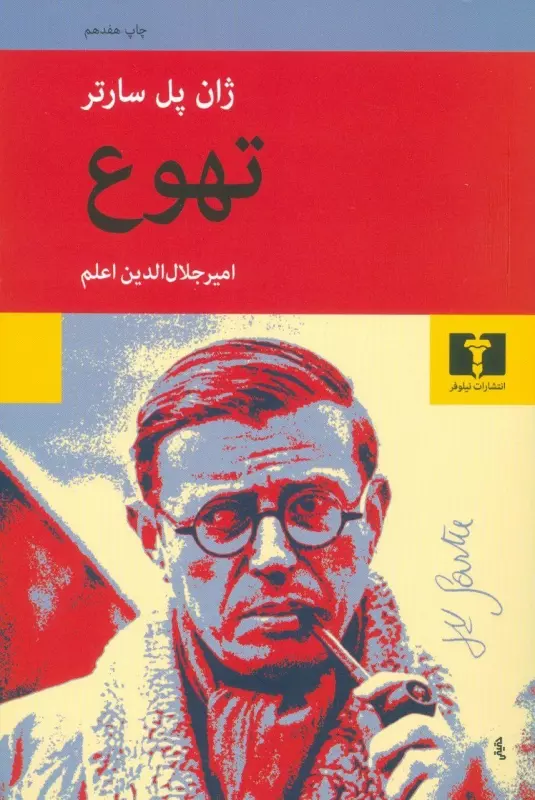 چاپ هفدهم
ژان پل سارتر
تهوع
امیرجلال‌الدین اعلم
انتشارات نیلوفر